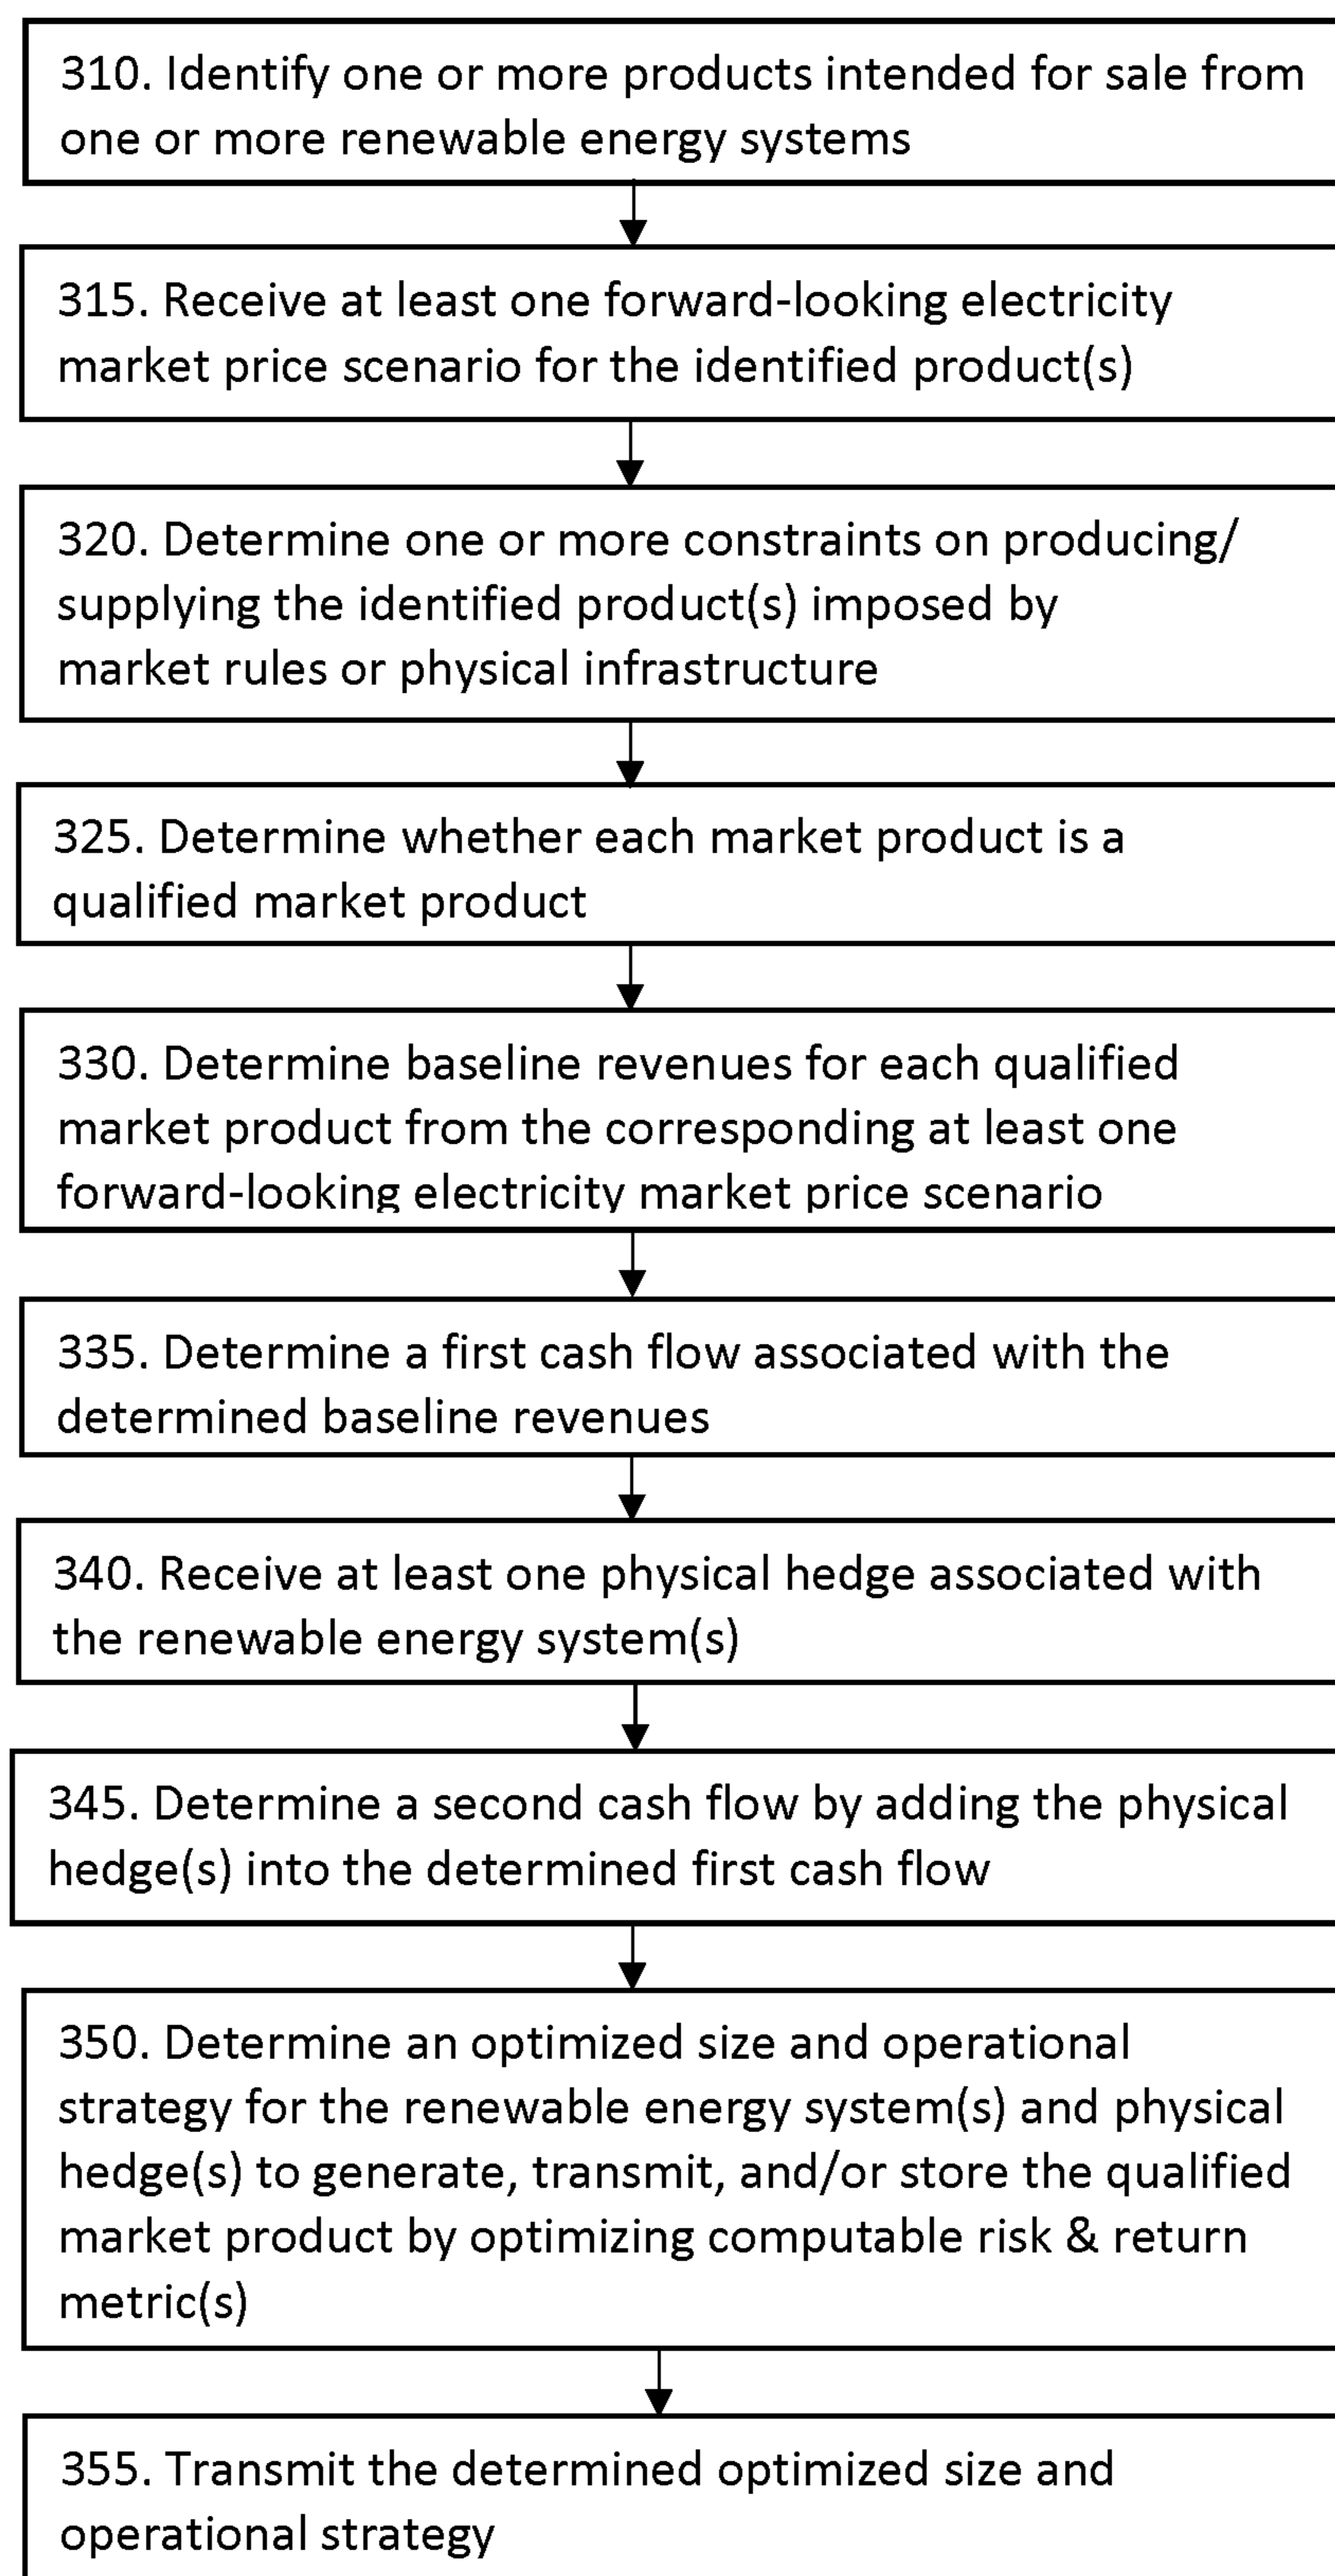 310. Identify one or more products intended for sale from
one or more renewable energy systems
315. Receive at least one forward-looking electricity
market price scenario for the identified product(s)
320. Determine one or more constraints on producing/
supplying the identified product(s) imposed by
market rules or physical infrastructure
325. Determine whether each market product is a
qualified market product
330. Determine baseline revenues for each qualified
market product from the corresponding at least one
forward-looking electricity market price scenario
335. Determine a first cash flow associated with the
determined baseline revenues
340. Receive at least one physical hedge associated with
the renewable energy system(s)
345. Determine a second cash flow by adding the physical
hedge(s) into the determined first cash flow
350. Determine an optimized size and operational
strategy for the renewable energy system(s) and physical
hedge(s) to generate, transmit, and/or store the qualified
market product by optimizing computable risk & return
metric(s)
355. Transmit the determined optimized size and
operational strategy